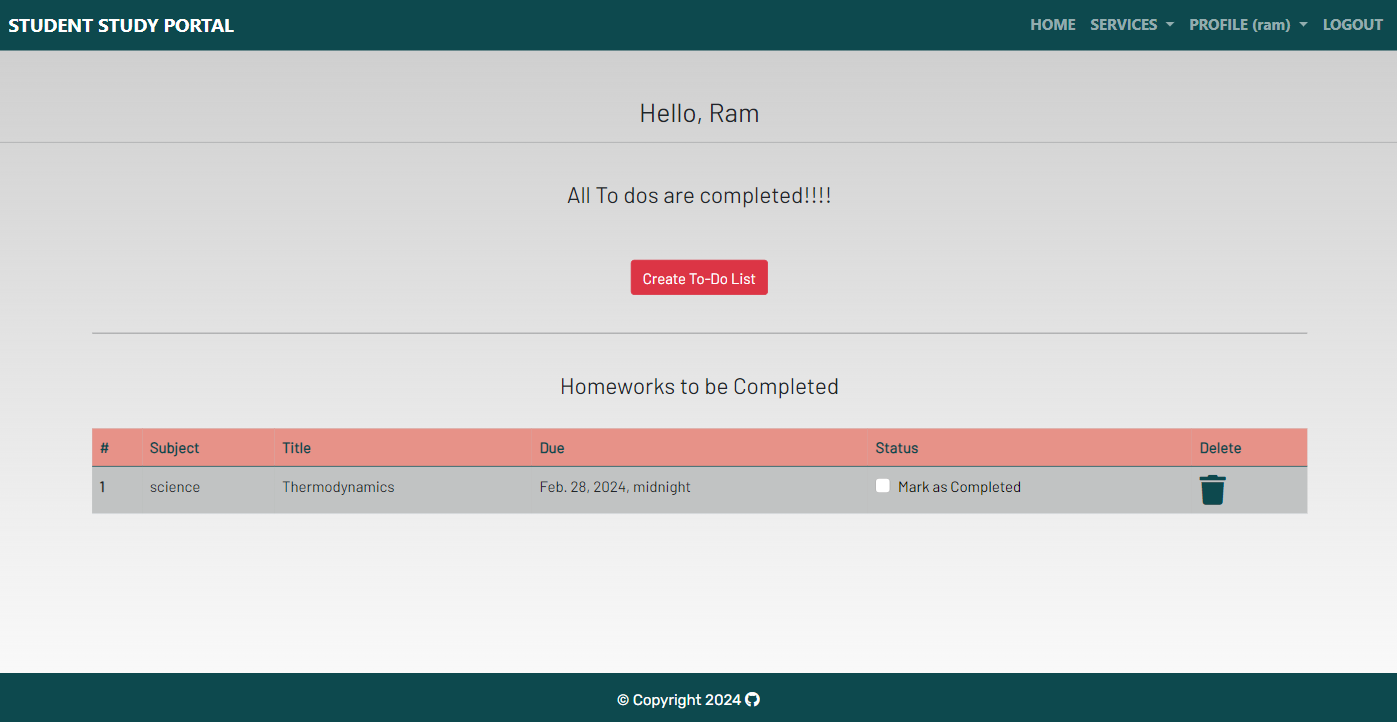 STUDENT STUDY PORTAL HOME SERVICES PROFILE (ram) LOGOUT
Hello, Ram
All To dos are completed!!!!
Create To-Do List
Homeworks to be Completed
# Subject Title Due Status Delete
1 science Thermodynamics Feb. 28, 2024, midnight Mark as Completed
© Copyright 2024